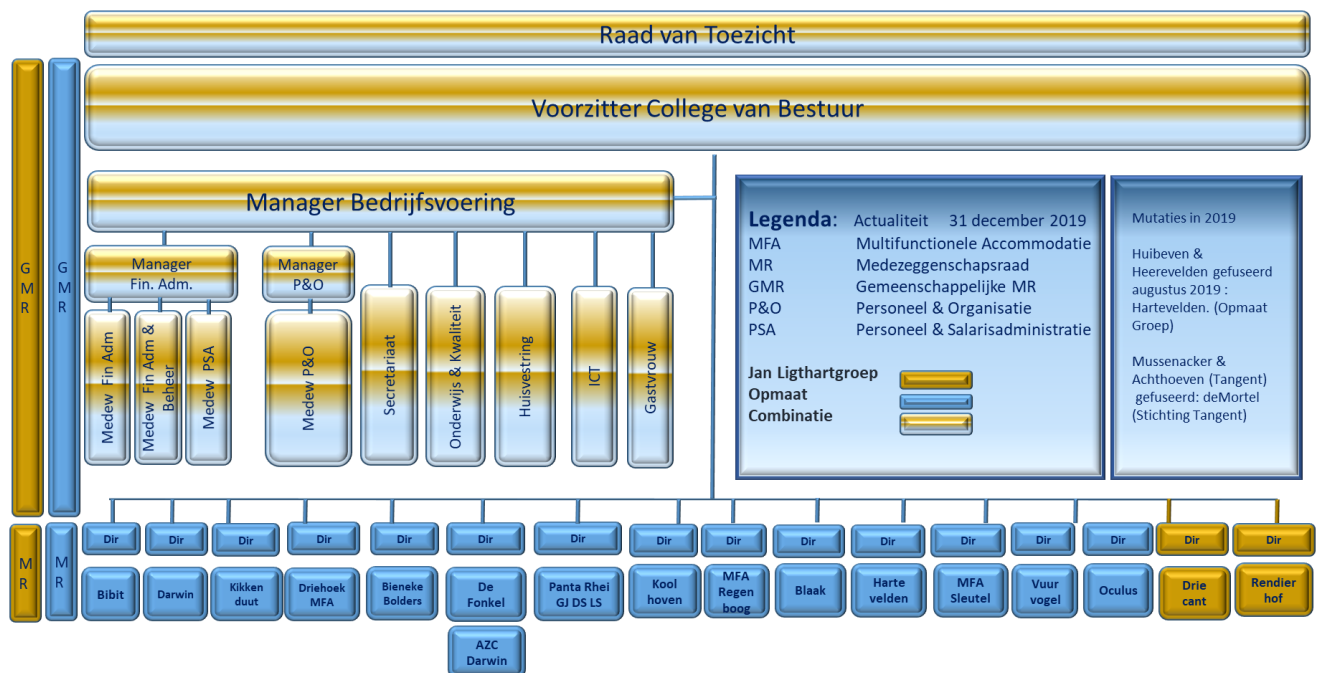 Raad van Toezicht
Voorzitter College van Bestuur
GMR
GMR
Manager Bedrijfsvoering
Manager
Fin. Adm.
Manager
P&O
Medew Fin Adm
Medew Fin Adm &
Beheer
Medew PSA
Medew P&O
Secretariaat
Onderwijs & Kwaliteit
Huisvestring
ICT
Gastvrouw
Legenda: Actualiteit 31 december 2019
MFA Multifunctionele Accommodatie
MR Medezeggenschapsraad
GMR Gemeenschappelijke MR
P&O Personeel & Organisatie
PSA Personeel & Salarisadministratie
Jan Ligthartgroep
Opmaat
Combinatie
Mutaties in 2019
Huibeven &
Heerevelden gefuseerd
augustus 2019 :
Hartevelden. (Opmaat
Groep)
Mussenacker &
Achthoeven (Tangent)
gefuseerd: deMortel
(Stichting Tangent)
MR
MR
Dir Dir Dir Dir Dir Dir Dir Dir Dir Dir Dir Dir Dir Dir Dir Dir
Bibit
Darwin
Kikken
duut
Driehoek
MFA
Bieneke
Bolders
De
Fonkel
Panta Rhei
GJ DS LS
Kool
hoven
MFA
Regen
boog
Blaak
Harte
velden
MFA
Sleutel
Vuur
vogel
Oculus
Drie
cant
Rendier
hof
AZC
Darwin